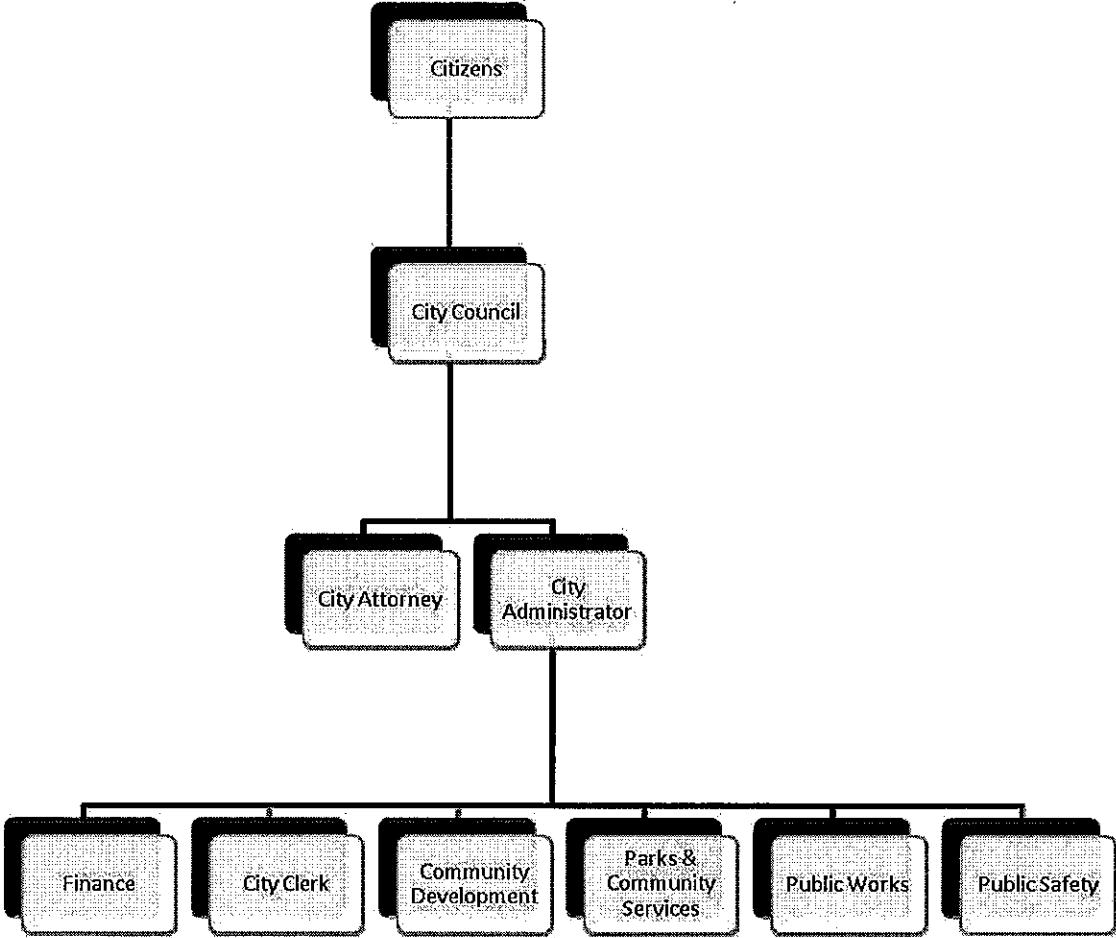 Citizens
City Council
City Attorney
City
Administrator
Finance
City Clerk
Community
Development
Parks &
Community
Services
Public Works
Public Safety